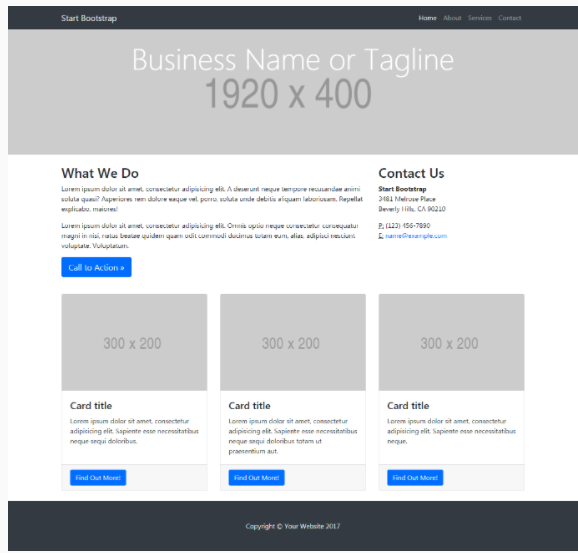 Start Bootstrap
Home About Services Contact
Business Name or Tagline
1920 x 400
What We Do
Lorem ipsum dolor sit amet, consectetur adipisicing elit. A deserunt neque tempore recusandae animi
soluta quasi? Asperiores rem dolore eaque vel, porro, soluta unde debitis aliquam laboriosam. Repellat
explicabo, maiores!
Lorem ipsum dolor sit amet, consectetur adipisicing elit. Omnis optio neque consectetur consequatur
magni in nisi, natus beatae quidem quam odit commodi ducimus totam eum, alias, adipisci nesciunt
voluptate. Voluptatum.
Call to Action »
Contact Us
Start Bootstrap
3481 Melrose Place
Beverly Hills, CA 90210
P: (123) 456-7890
E: name@example.com
300 x 200
Card title
Lorem ipsum dolor sit amet, consectetur
adipisicing elit. Sapiente esse necessitatibus
neque sequi doloribus.
Find Out More!
300 x 200
Card title
Lorem ipsum dolor sit amet, consectetur
adipisicing elit. Sapiente esse necessitatibus
neque sequi doloribus totam ut
praesentium aut.
Find Out More!
300 x 200
Card title
Lorem ipsum dolor sit amet, consectetur
adipisicing elit. Sapiente esse necessitatibus
neque.
Find Out More!
Copyright © Your Website 2017